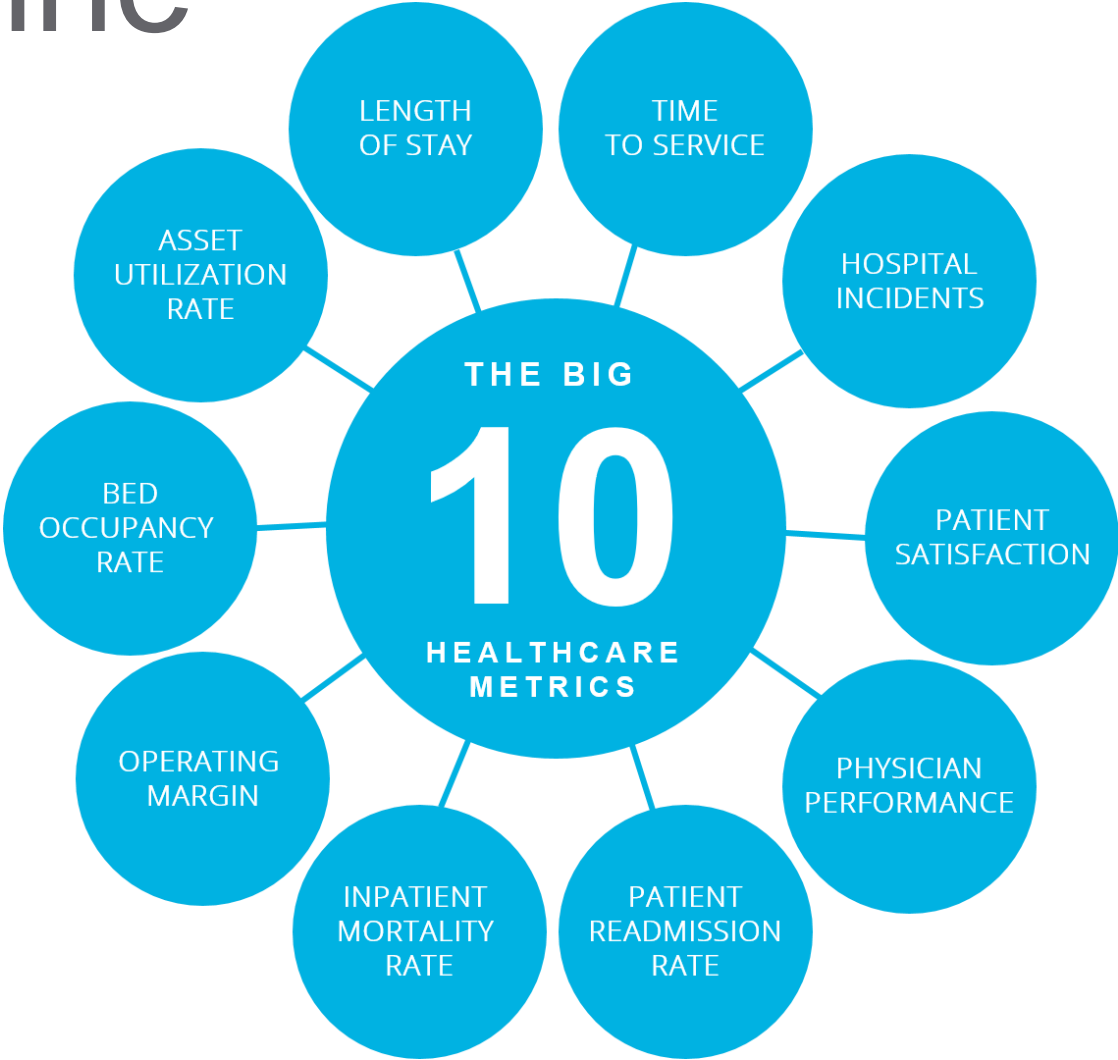 THE BIG
10
HEALTHCARE
METRICS
LENGTH
OF STAY
TIME
TO SERVICE
HOSPITAL
INCIDENTS
PATIENT
SATISFACTION
PHYSICIAN
PERFORMANCE
PATIENT
READMISSION
RATE
INPATIENT
MORTALITY
RATE
OPERATING
MARGIN
BED
OCCUPANCY
RATE
ASSET
UTILIZATION
RATE